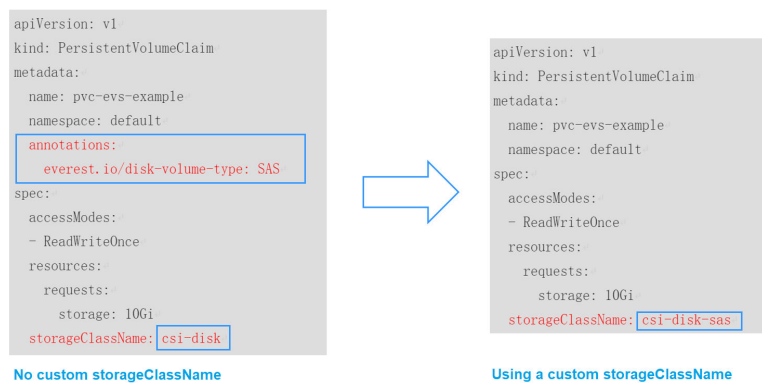 apiVersion: v1
kind: PersistentVolumeClaim
metadata:
  name: pvc-evs-example
  namespace: default
  annotations:
    everest.io/disk-volume-type: SAS
spec:
  accessModes:
  - ReadWriteOnce
  resources:
    requests:
      storage: 10Gi
  storageClassName: csi-disk
No custom storageClassName
apiVersion: v1
kind: PersistentVolumeClaim
metadata:
  name: pvc-evs-example
  namespace: default
spec:
  accessModes:
  - ReadWriteOnce
  resources:
    requests:
      storage: 10Gi
  storageClassName: csi-disk-sas
Using a custom storageClassName